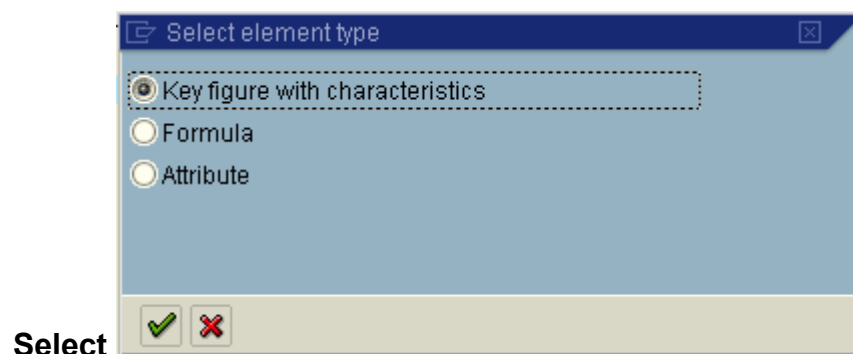 Select element type
Key figure with characteristics
Formula
Attribute
Select